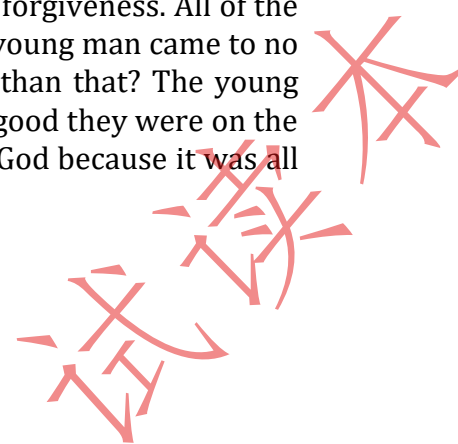 forgiveness. All of the
young man came to no
than that? The young
good they were on the
God because it was all
试读本